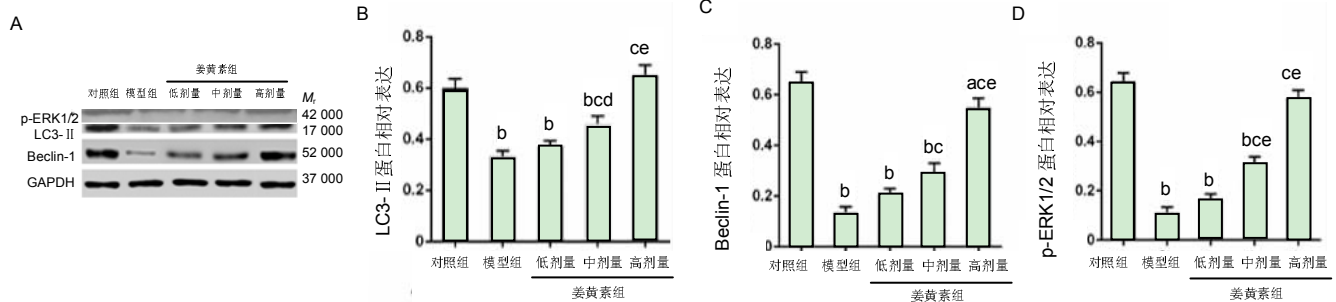 A
姜黄素组
对照组 模型组 低剂量 中剂量 高剂量 Mr
p-ERK1/2 42 000
LC3-Ⅱ 17 000
Beclin-1 52 000
GAPDH 37 000
B
LC3-Ⅱ蛋白相对表达
0.8
0.6
0.4
0.2
0
b
b
bcd
ce
对照组 模型组 低剂量 中剂量 高剂量
姜黄素组
C
Beclin-1 蛋白相对表达
0.8
0.6
0.4
0.2
0
b
b
bc
ace
对照组 模型组 低剂量 中剂量 高剂量
姜黄素组
D
p-ERK1/2 蛋白相对表达
0.8
0.6
0.4
0.2
0
b
b
bce
ce
对照组 模型组 低剂量 中剂量 高剂量
姜黄素组